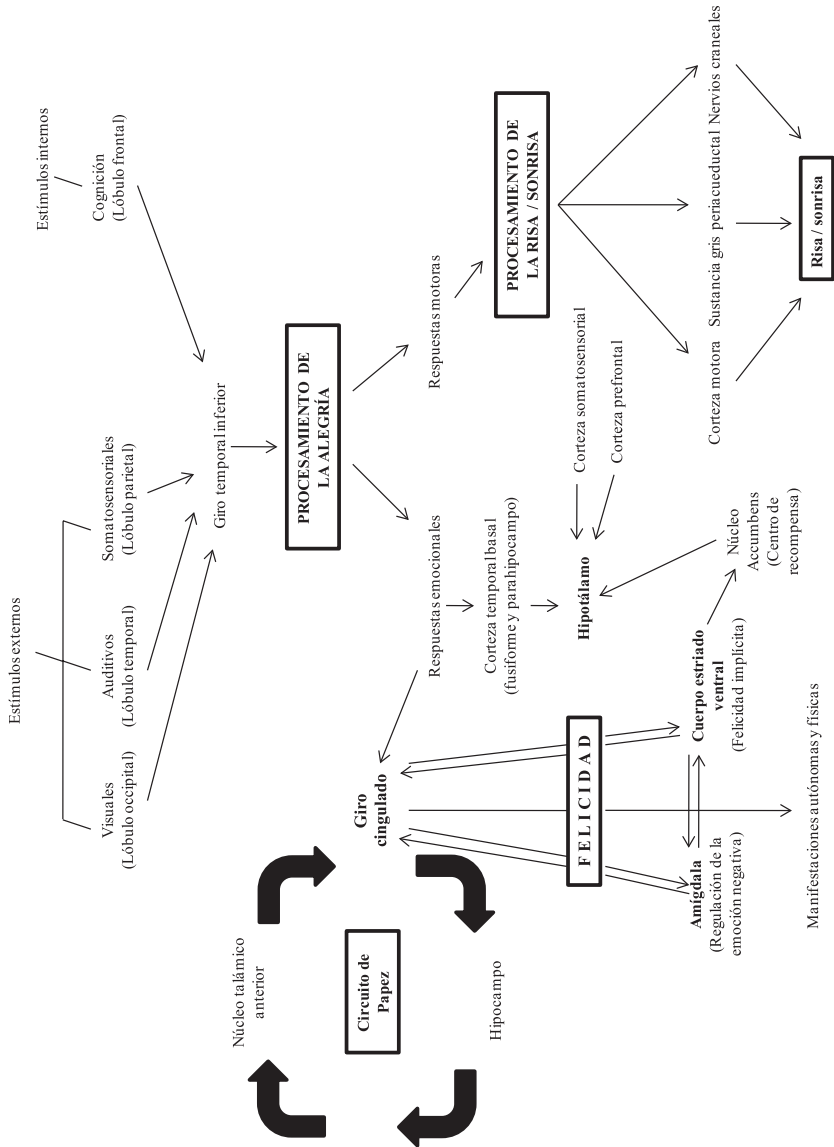 Estímulos externos
Estímulos internos
Visuales
(Lóbulo occipital)
Auditivos
(Lóbulo temporal)
Somatosensoriales
(Lóbulo parietal)
Cognición
(Lóbulo frontal)
Giro temporal inferior
Núcleo talámico
anterior
PROCESAMIENTO DE
LA ALEGRÍA
Circuito de
Papez
Giro
cingulado
Respuestas emocionales
Respuestas motoras
Hipocampo
Corteza temporal basal
(fusiforme y parahipocampo)
PROCESAMIENTO DE
LA RISA / SONRISA
Corteza somatosensorial
Corteza prefrontal
Hipotálamo
FELICIDAD
Amígdala
(Regulación de la
emoción negativa)
Cuerpo estriado
ventral
(Felicidad implícita)
Núcleo
Accumbens
(Centro de
recompensa)
Corteza motora
Sustancia gris periacueductal
Nervios craneales
Manifestaciones autónomas y físicas
Risa / sonrisa